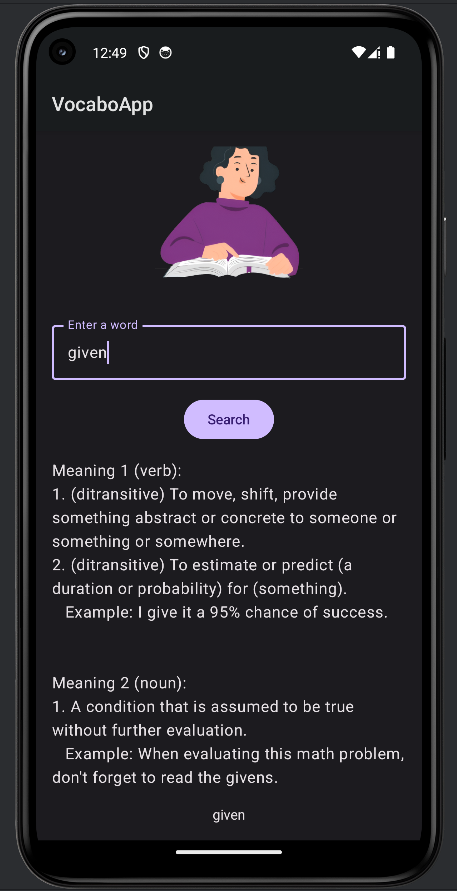 12:49
VocaboApp
Enter a word
given
Search
Meaning 1 (verb):
1. (ditransitive) To move, shift, provide
something abstract or concrete to someone or
something or somewhere.
2. (ditransitive) To estimate or predict (a
duration or probability) for (something).
Example: I give it a 95% chance of success.
Meaning 2 (noun):
1. A condition that is assumed to be true
without further evaluation.
Example: When evaluating this math problem,
don't forget to read the givens.
given